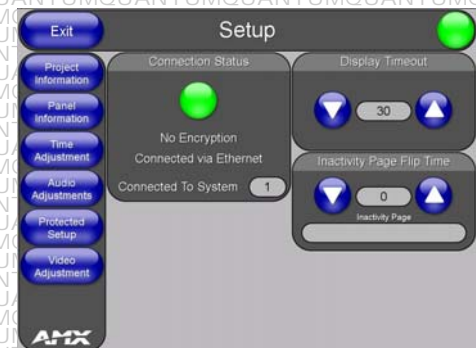 Exit
Setup
Project
Information
Panel
Information
Time
Adjustment
Audio
Adjustments
Protected
Setup
Video
Adjustment
AMX
Connection Status
No Encryption
Connected via Ethernet
Connected To System 1
Display Timeout
30
Inactivity Page Flip Time
0
Inactivity Page